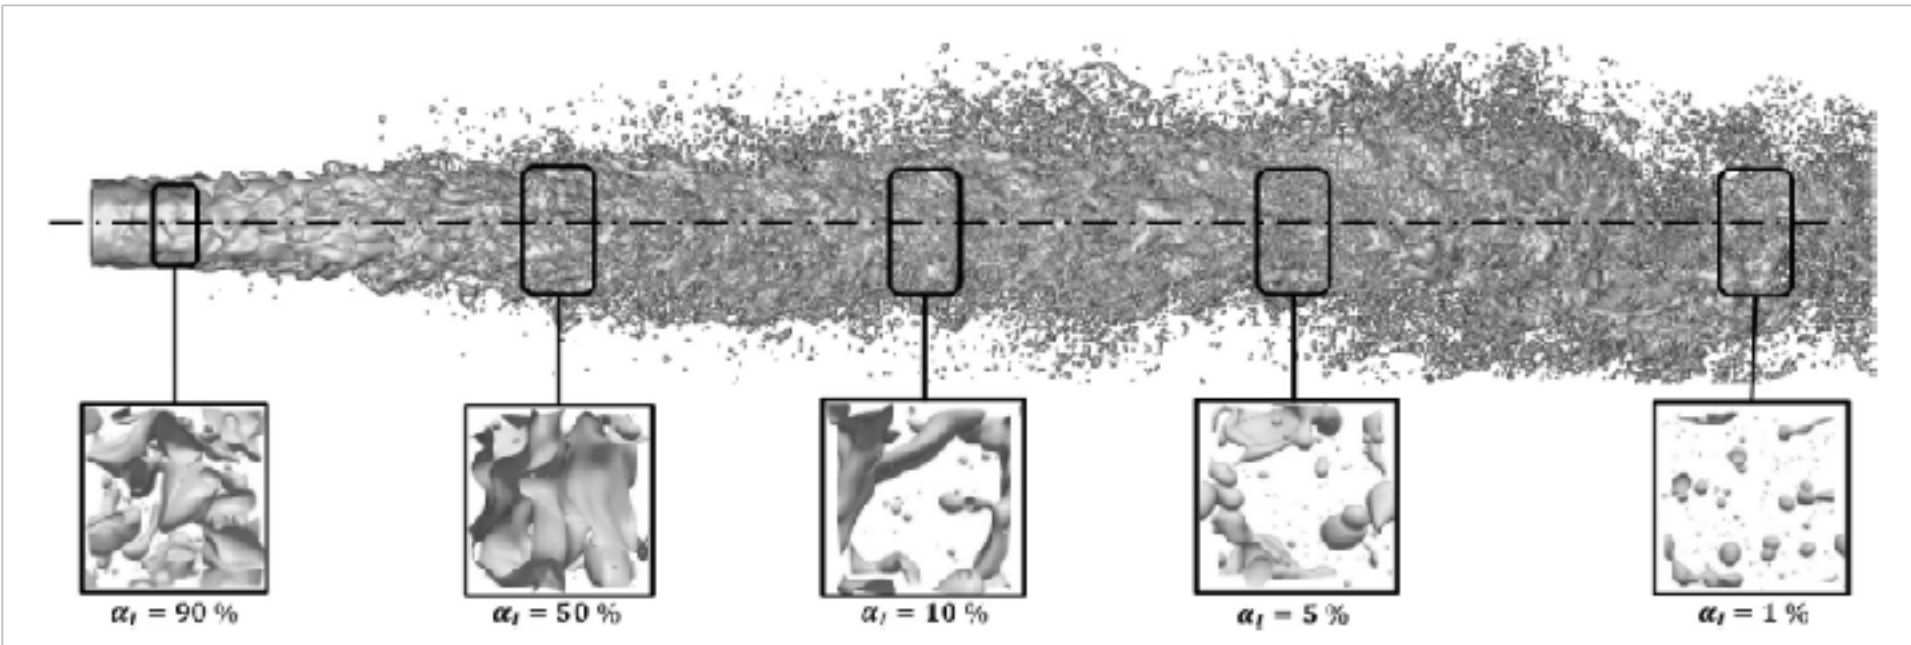 α_l = 90 %
α_l = 50 %
α_l = 10 %
α_l = 5 %
α_l = 1 %